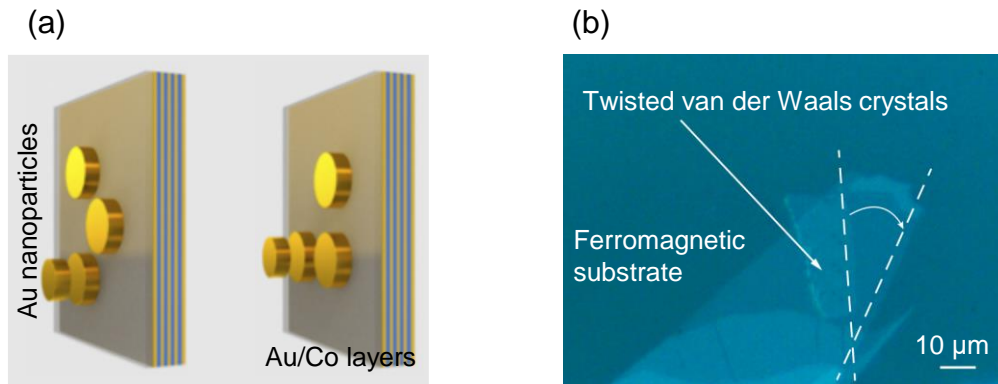 (a)
(b)
Au nanoparticles
Au/Co layers
Twisted van der Waals crystals
Ferromagnetic
substrate
10 µm